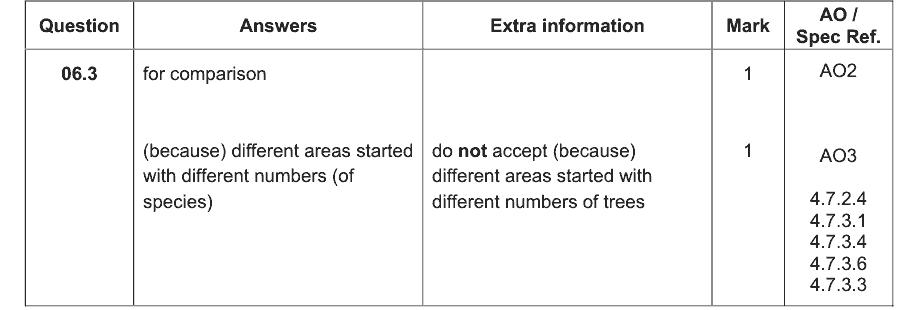 Question Answers Extra information Mark AO /
Spec Ref.
06.3 for comparison 1 AO2
(because) different areas started do not accept (because) 1 AO3
with different numbers (of different areas started with
species) different numbers of trees 4.7.2.4
4.7.3.1
4.7.3.4
4.7.3.6
4.7.3.3